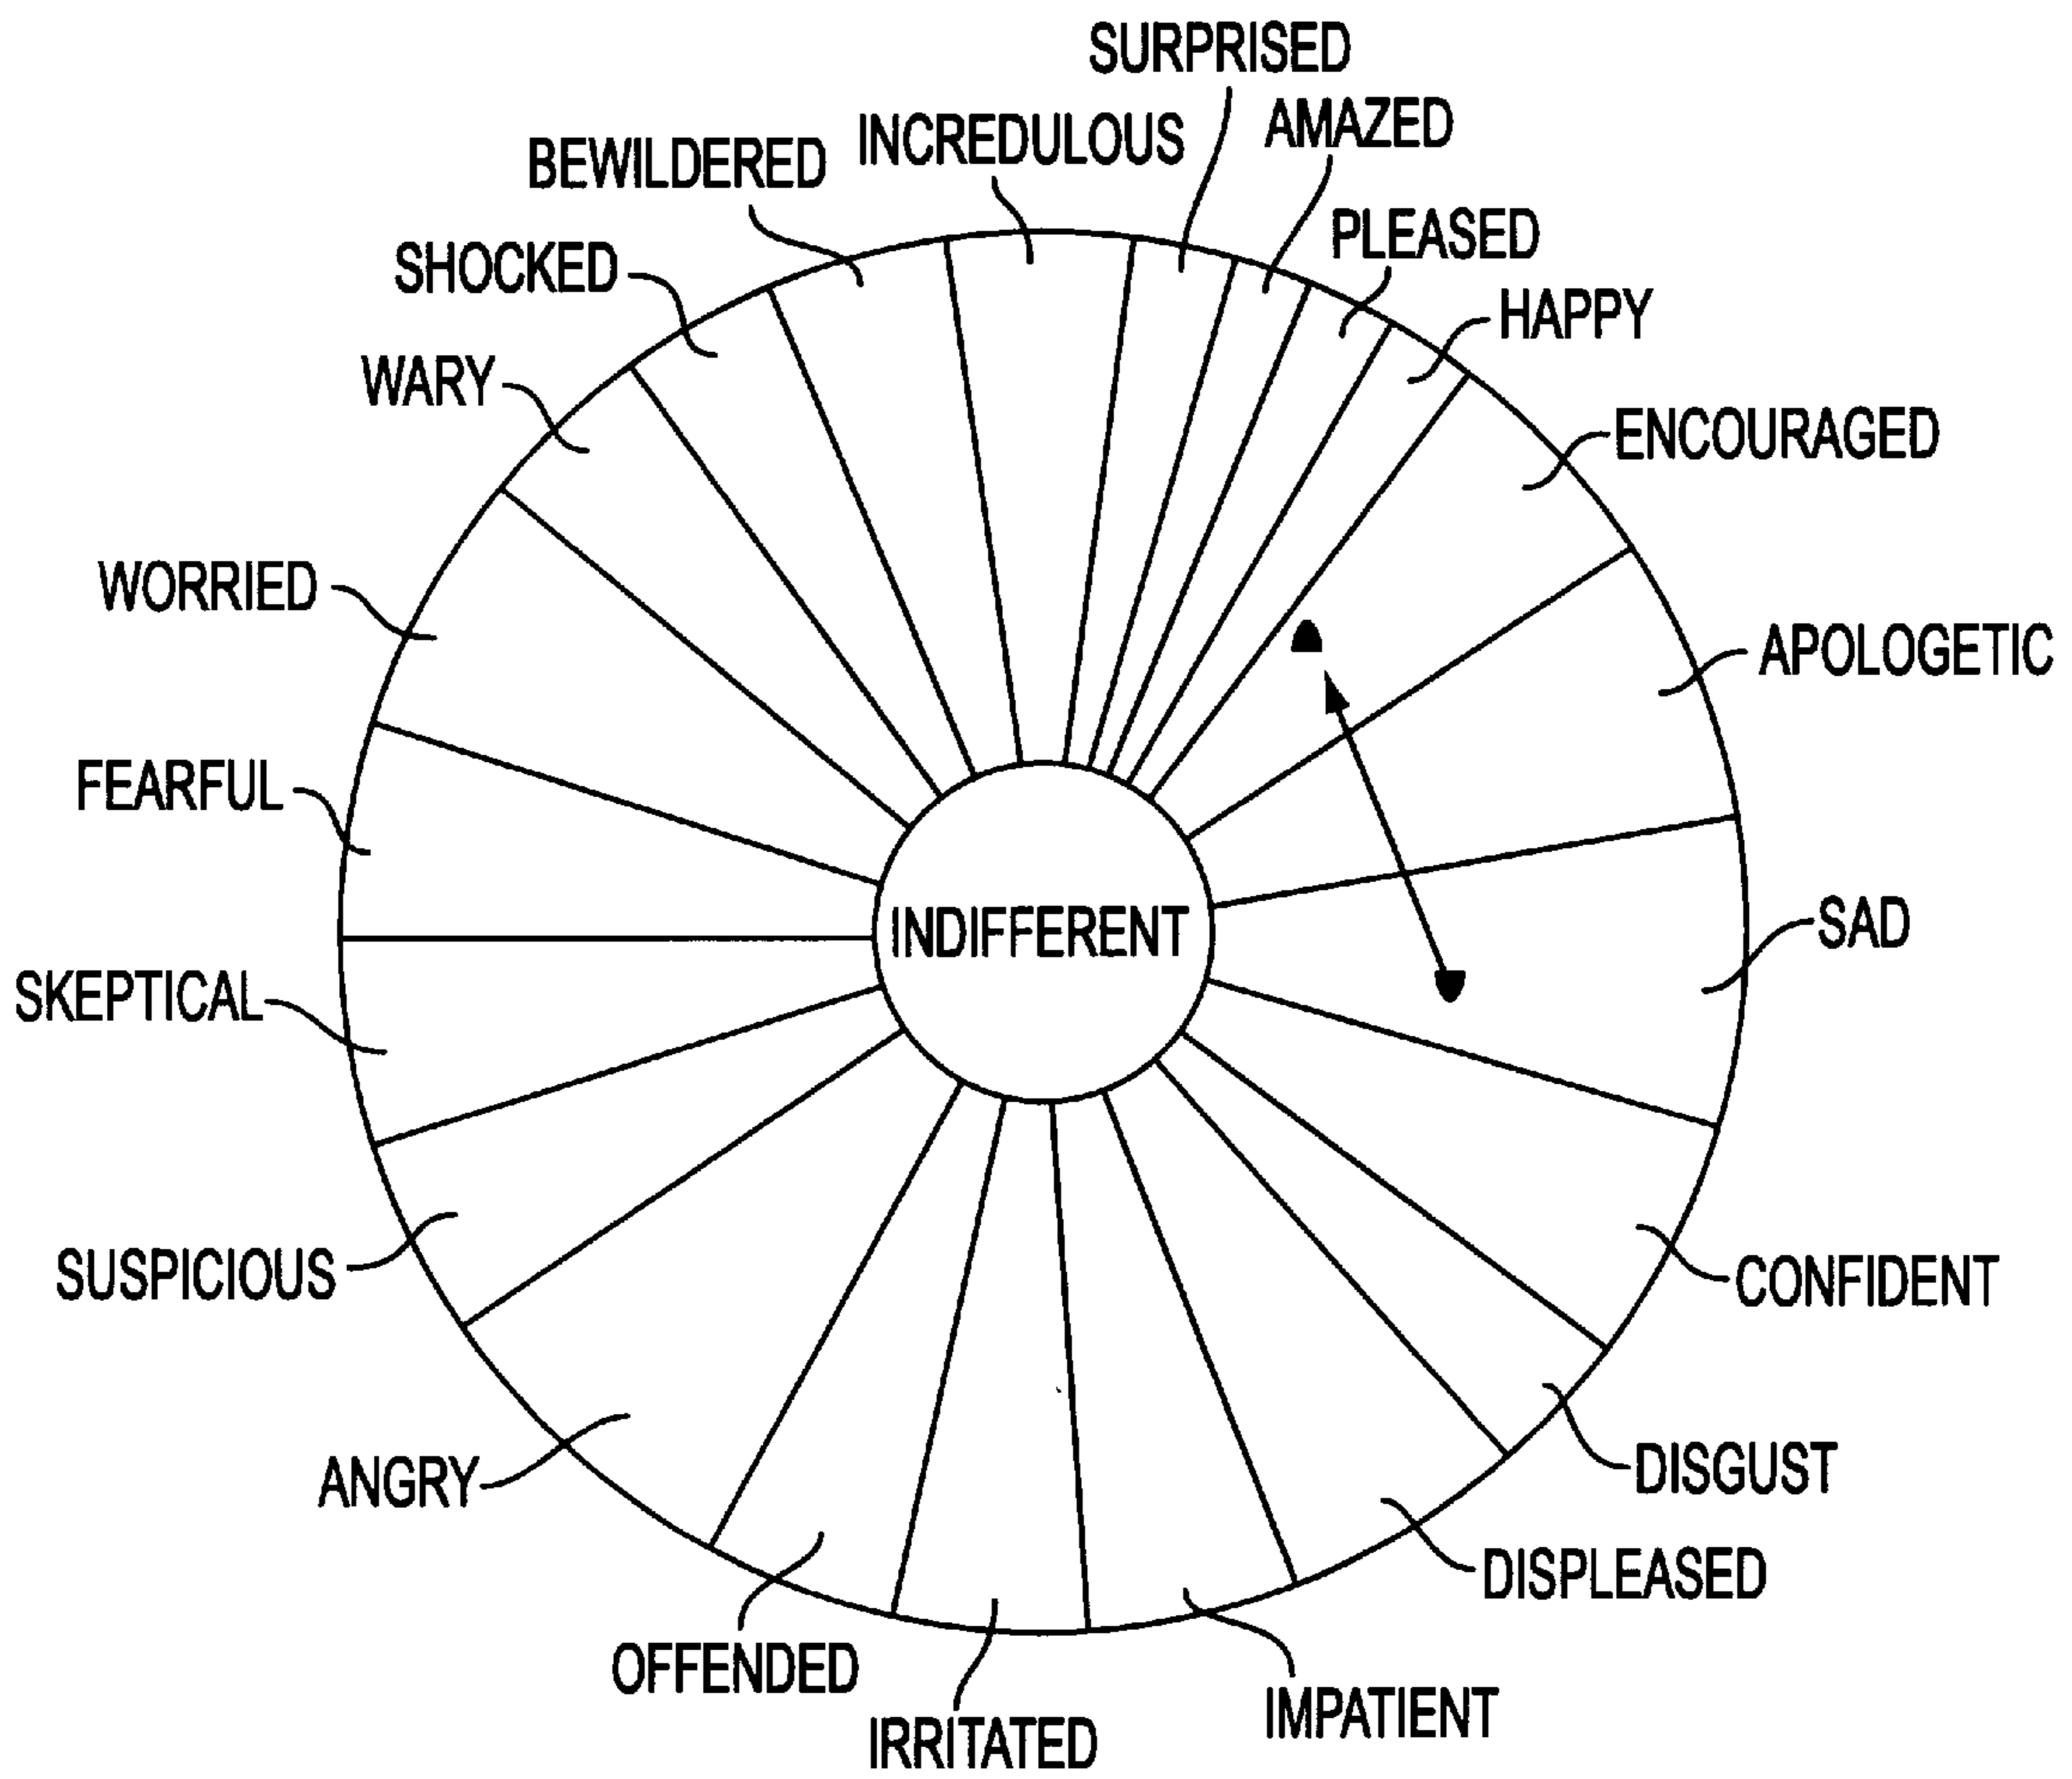 SURPRISED
AMAZED
INCREDULOUS
BEWILDERED
PLEASED
SHOCKED
HAPPY
WARY
ENCOURAGED
WORRIED
APOLOGETIC
FEARFUL
INDIFFERENT
SAD
SKEPTICAL
SUSPICIOUS
CONFIDENT
ANGRY
DISGUST
DISPLEASED
OFFENDED
IMPATIENT
IRRITATED